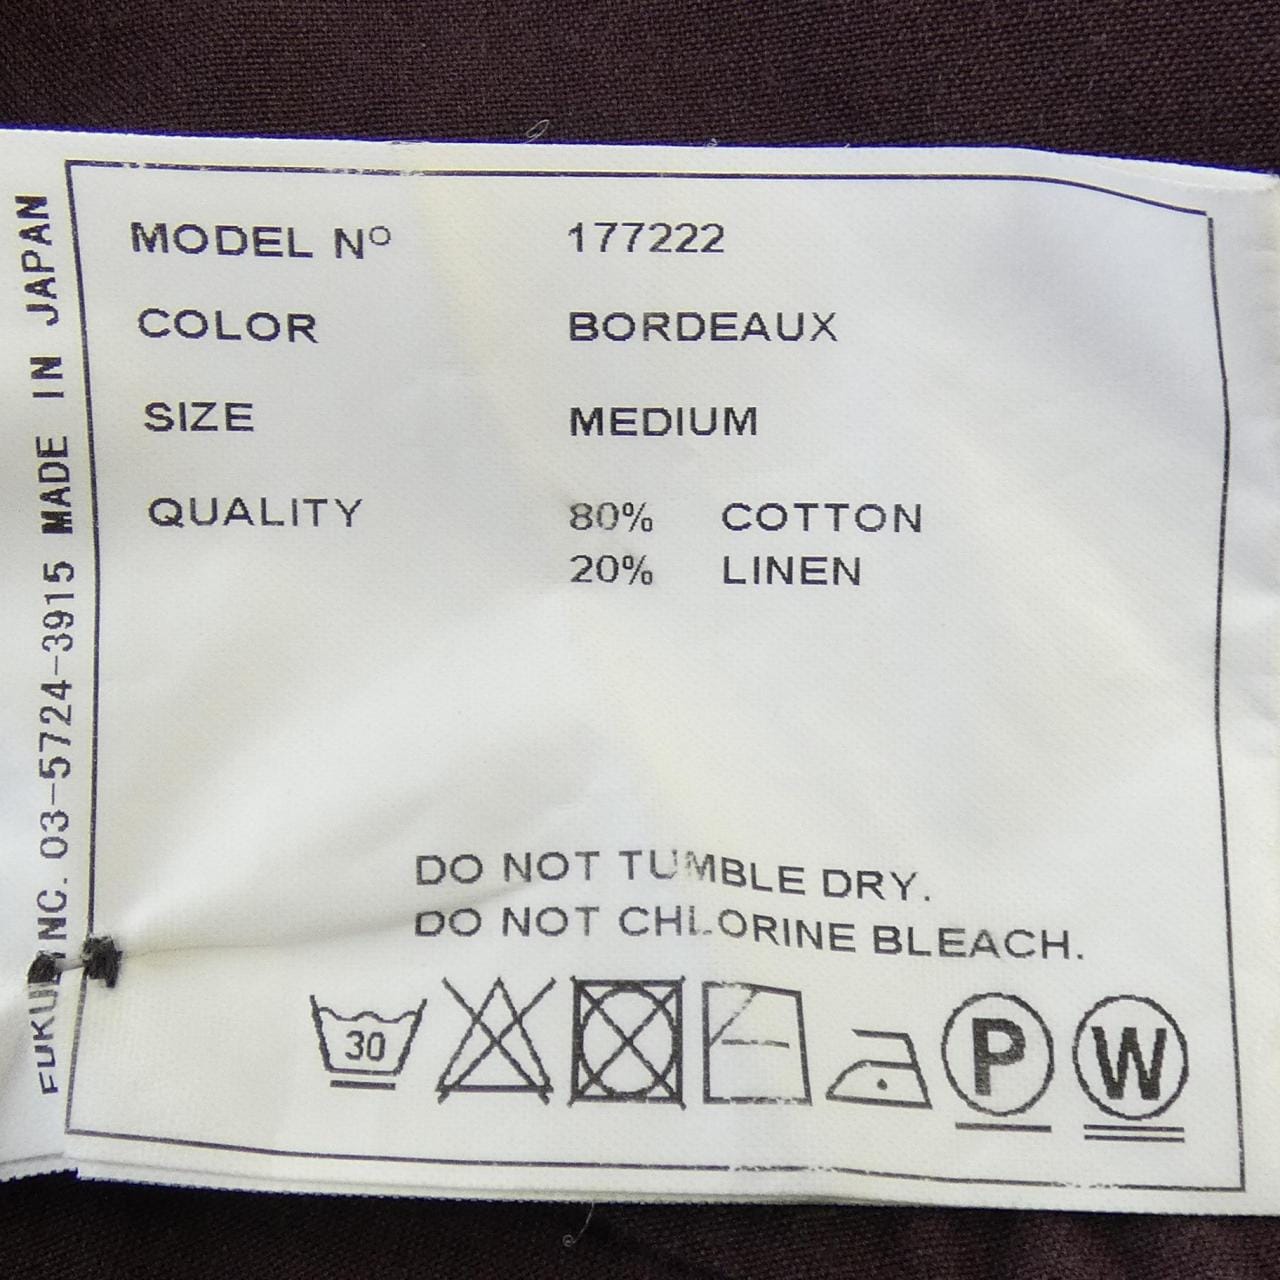 MODEL Nº 177222
COLOR BORDEAUX
SIZE MEDIUM
QUALITY 80% COTTON
20% LINEN
DO NOT TUMBLE DRY.
DO NOT CHLORINE BLEACH.
30
P
W
INC. 03-5724-3915 MADE IN JAPAN